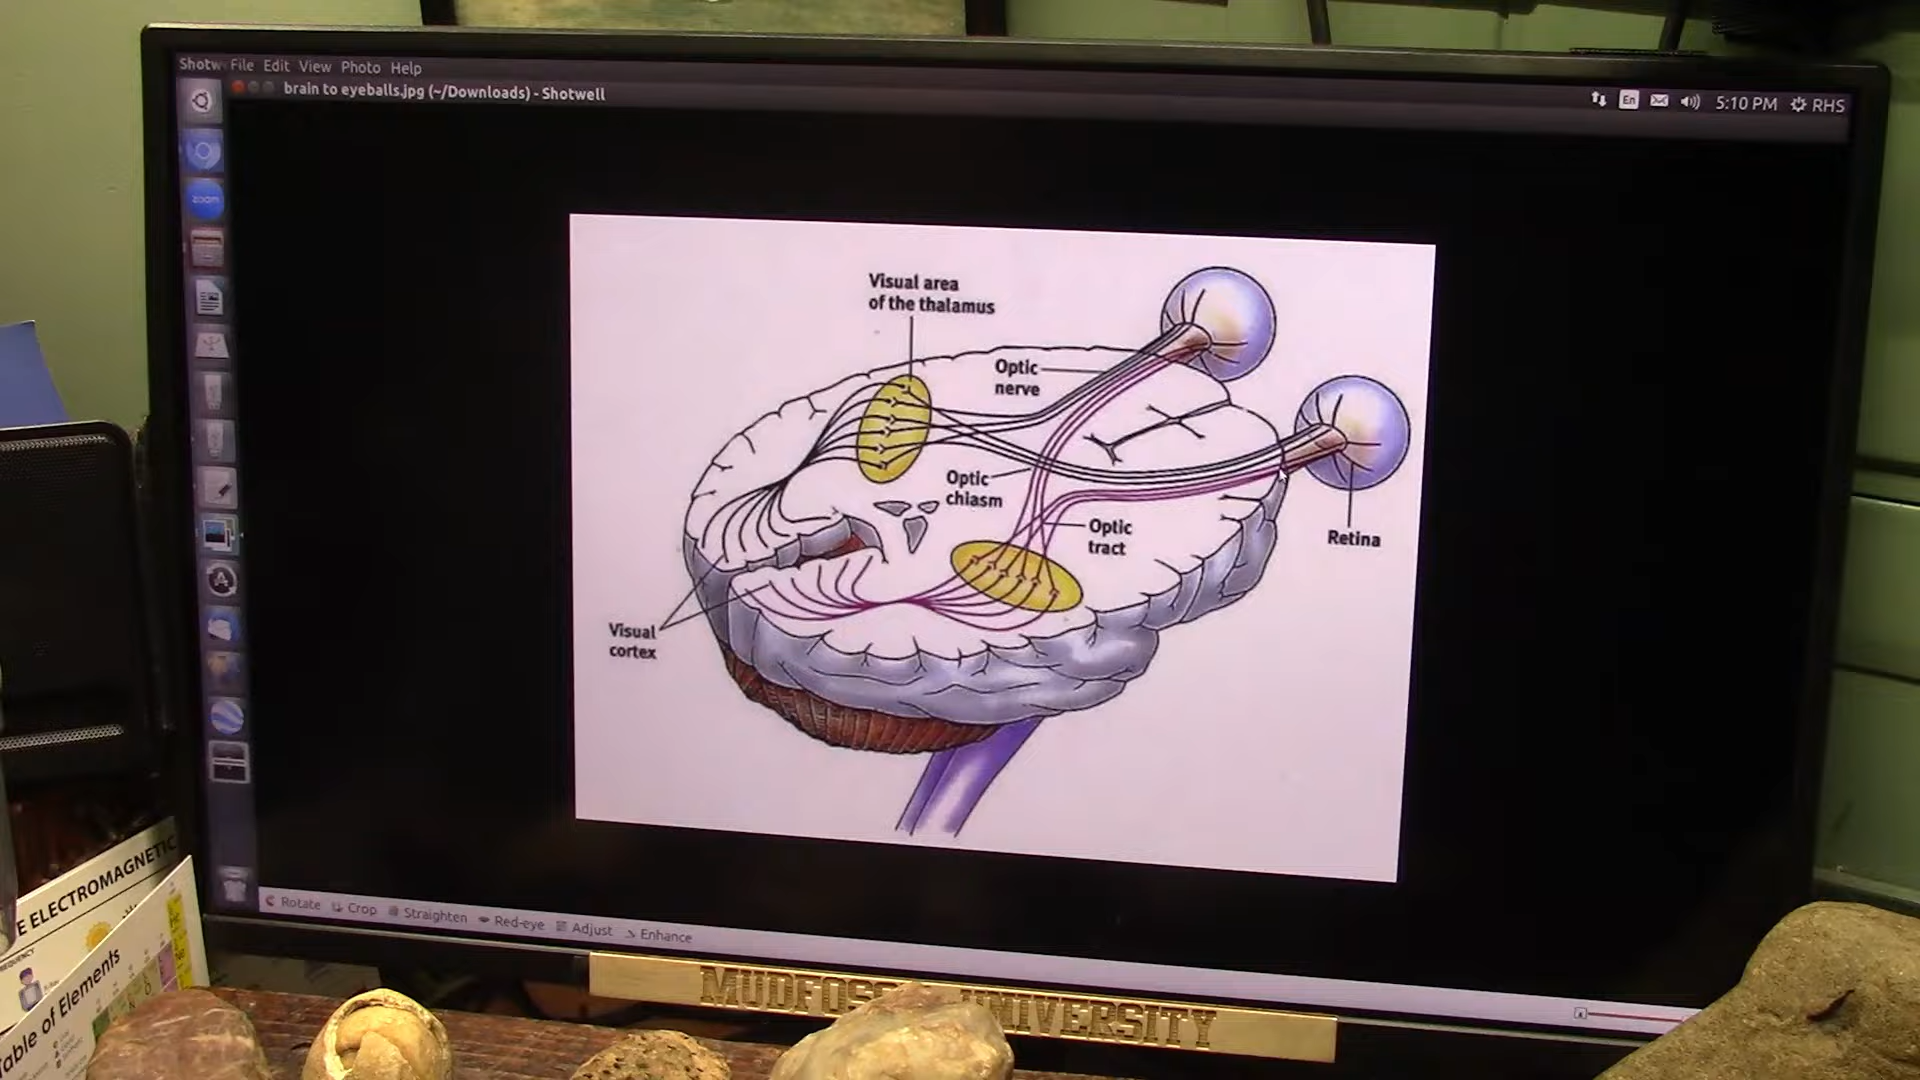 Shotw File Edit View Photo Help
brain to eyeballs.jpg (~/Downloads) - Shotwell
En
5:10 PM
RHS
zoom
Visual area
of the thalamus
Optic
nerve
Optic
chiasm
Optic
tract
Retina
Visual
cortex
Rotate Crop Straighten Red-eye Adjust Enhance
MUDFOSS UNIVERSITY
E ELECTROMAGNETIC
Table of Elements